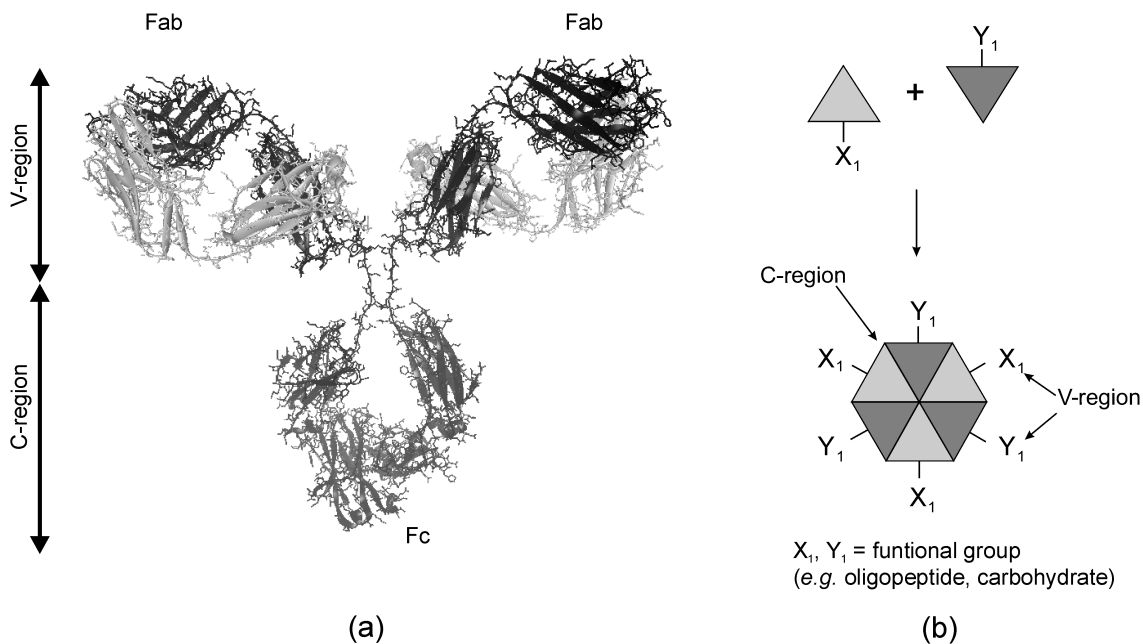 Fab
Fab
V-region
C-region
Fc
(a)
Y₁
+
X₁
C-region
Y₁
X₁
X₁
V-region
Y₁
Y₁
X₁
X₁, Y₁ = funtional group
(e.g. oligopeptide, carbohydrate)
(b)